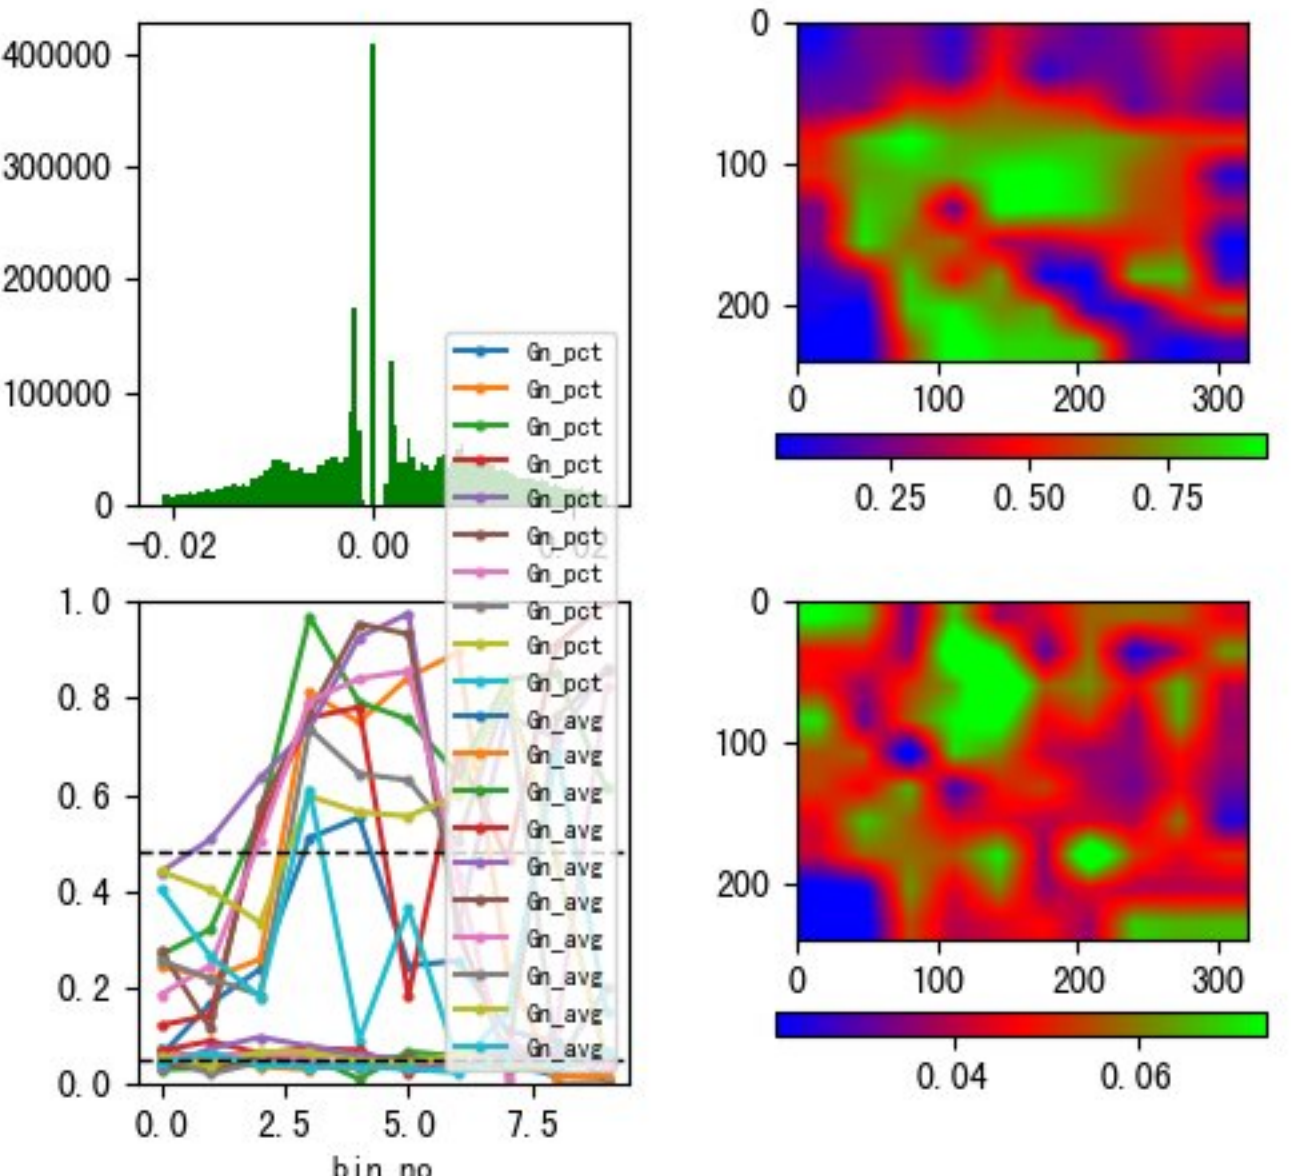 400000
300000
200000
100000
0
−0.02
0.00
0.02
Gn_pct
Gn_pct
Gn_pct
Gn_pct
Gn_pct
Gn_pct
Gn_pct
Gn_pct
Gn_pct
Gn_pct
Gn_avg
Gn_avg
Gn_avg
Gn_avg
Gn_avg
Gn_avg
Gn_avg
Gn_avg
Gn_avg
Gn_avg
0
100
200
0
100
200
300
0.25
0.50
0.75
1.0
0.8
0.6
0.4
0.2
0.0
0.0
2.5
5.0
7.5
bin_no
0
100
200
0
100
200
300
0.04
0.06